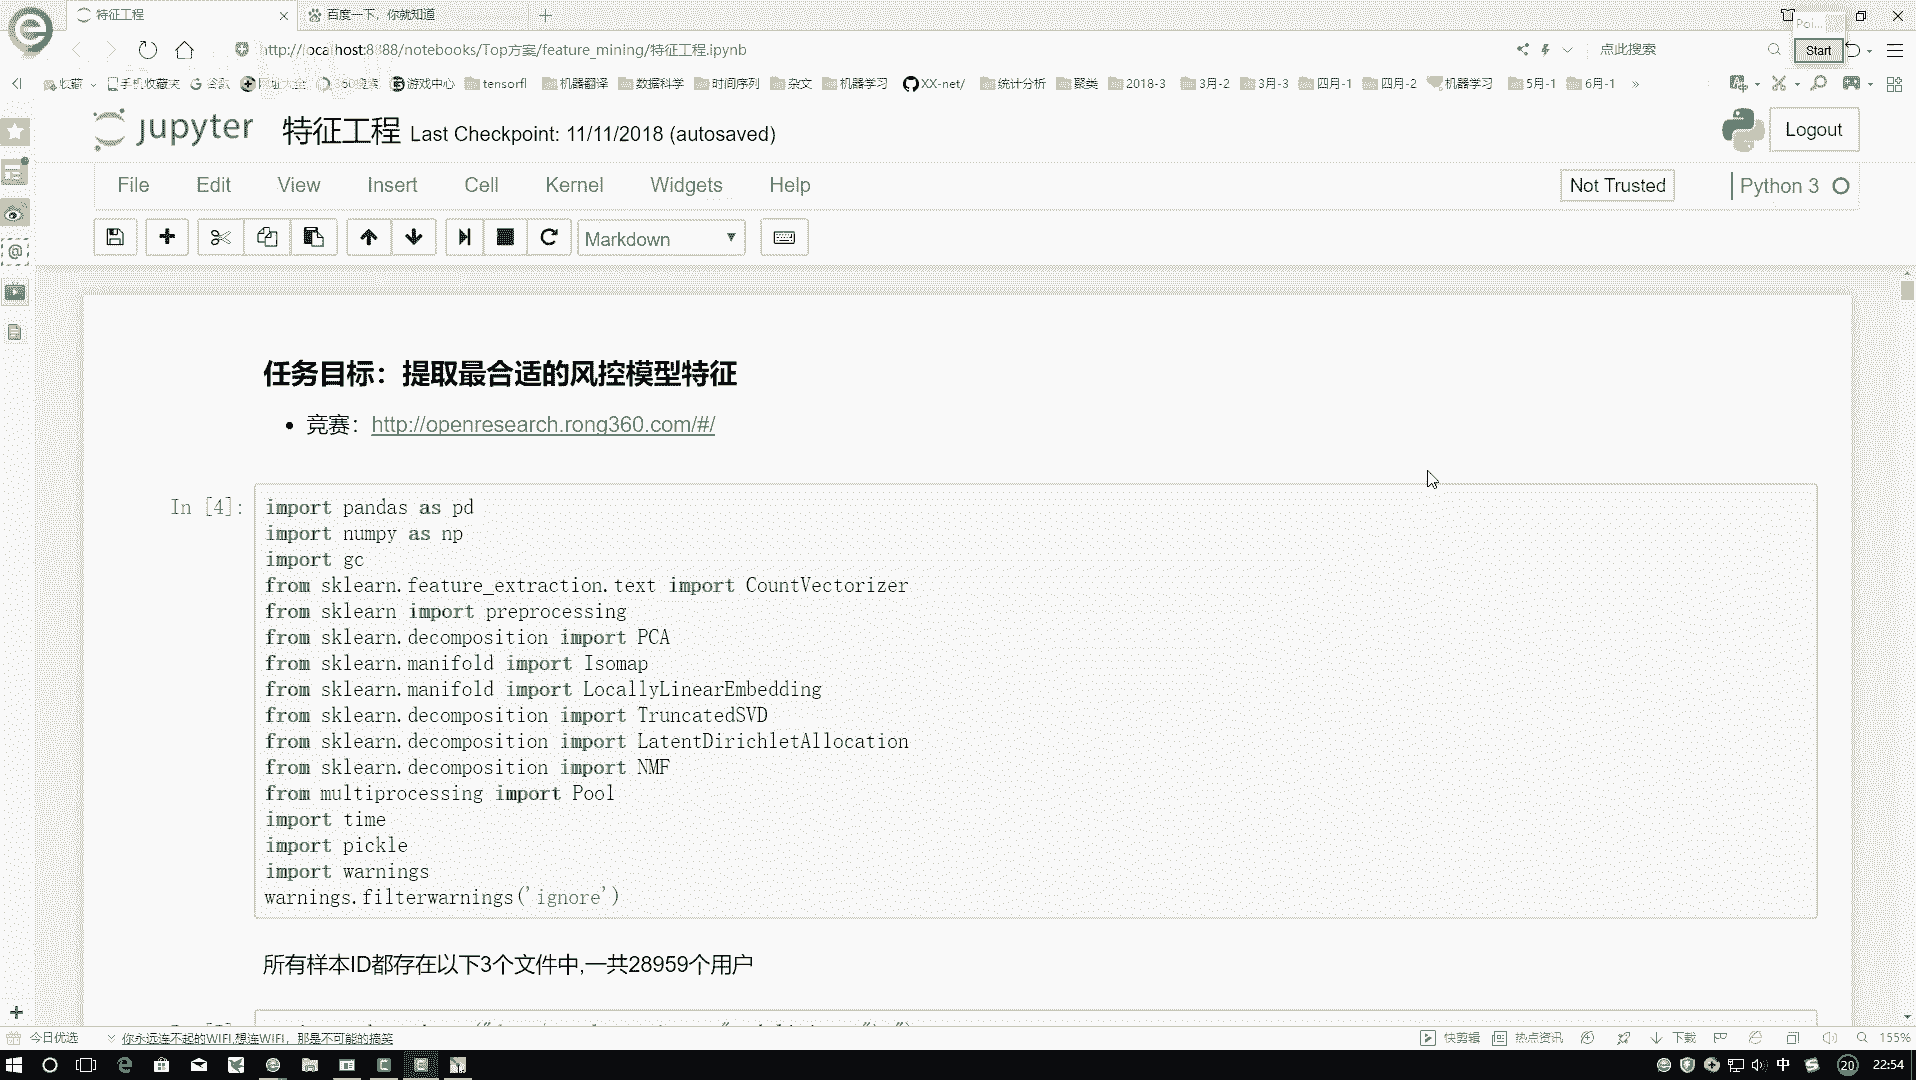 特征工程
百度一下，你就知道
Poi...
http://localhost:8888/notebooks/Top方案/feature_mining/特征工程.ipynb
点此搜索
Start
收藏
手机收藏夹
谷歌
网址大全
360搜索
游戏中心
tensorfl
机器翻译
数据科学
时间序列
杂文
机器学习
XX-net/
统计分析
聚类
2018-3
3月-2
3月-3
四月-1
四月-2
机器学习
5月-1
6月-1
»
jupyter 特征工程 Last Checkpoint: 11/11/2018 (autosaved)
Logout
File Edit View Insert Cell Kernel Widgets Help
Not Trusted
Python 3
Markdown
任务目标：提取最合适的风控模型特征
• 竞赛：http://openresearch.rong360.com/#/
In [4]:
import pandas as pd
import numpy as np
import gc
from sklearn.feature_extraction.text import CountVectorizer
from sklearn import preprocessing
from sklearn.decomposition import PCA
from sklearn.manifold import Isomap
from sklearn.manifold import LocallyLinearEmbedding
from sklearn.decomposition import TruncatedSVD
from sklearn.decomposition import LatentDirichletAllocation
from sklearn.decomposition import NMF
from multiprocessing import Pool
import time
import pickle
import warnings
warnings.filterwarnings('ignore')
所有样本ID都存在以下3个文件中,一共28959个用户
今日优选
你永远连不起的WIFI,想连WIFI，那是不可能的搞笑
快剪辑
热点资讯
下载
155%
中
20
22:54